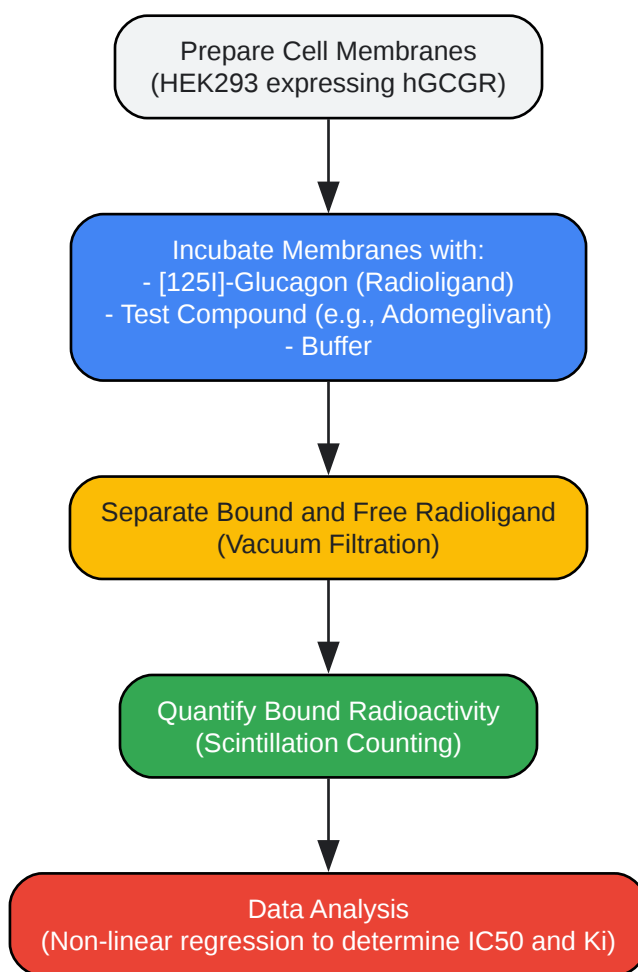 Prepare Cell Membranes
(HEK293 expressing hGCGR)
Incubate Membranes with:
- [125I]-Glucagon (Radioligand)
- Test Compound (e.g., Adomeglivant)
- Buffer
Separate Bound and Free Radioligand
(Vacuum Filtration)
Quantify Bound Radioactivity
(Scintillation Counting)
Data Analysis
(Non-linear regression to determine IC50 and Ki)